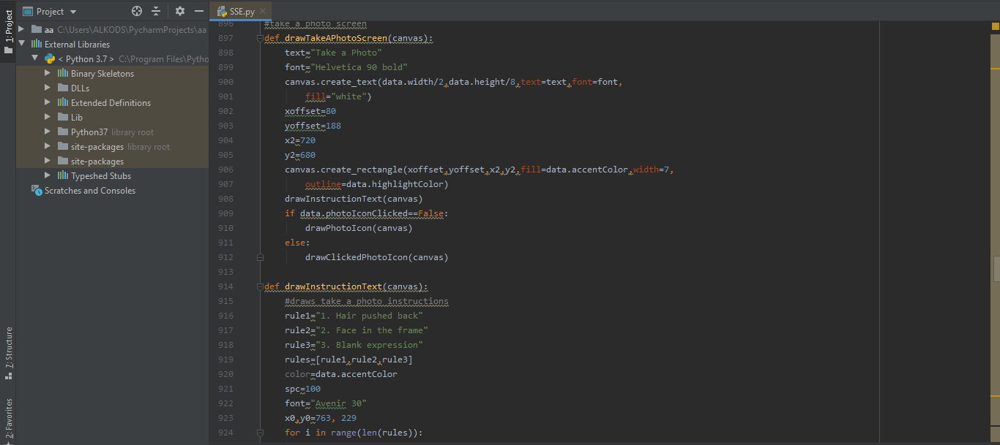 Project
SSE.py
1: Project
aa C:\Users\ALKODS\PycharmProjects\aa
External Libraries
< Python 3.7 > C:\Program Files\Pytho
Binary Skeletons
DLLs
Extended Definitions
Lib
Python37 library root
site-packages library root
site-packages
Typeshed Stubs
Scratches and Consoles
7: Structure
2: Favorites
896 #take a photo screen
897 def drawTakeAPhotoScreen(canvas):
898 text="Take a Photo"
899 font="Helvetica 90 bold"
900 canvas.create_text(data.width/2,data.height/8,text=text,font=font,
901 fill="white")
902 xoffset=80
903 yoffset=188
904 x2=720
905 y2=680
906 canvas.create_rectangle(xoffset,yoffset,x2,y2,fill=data.accentColor,width=7,
907 outline=data.highlightColor)
908 drawInstructionText(canvas)
909 if data.photoIconClicked==False:
910 drawPhotoIcon(canvas)
911 else:
912 drawClickedPhotoIcon(canvas)
913
914 def drawInstructionText(canvas):
915 #draws take a photo instructions
916 rule1="1. Hair pushed back"
917 rule2="2. Face in the frame"
918 rule3="3. Blank expression"
919 rules=[rule1,rule2,rule3]
920 color=data.accentColor
921 spc=100
922 font="Avenir 30"
923 x0,y0=763, 229
924 for i in range(len(rules)):